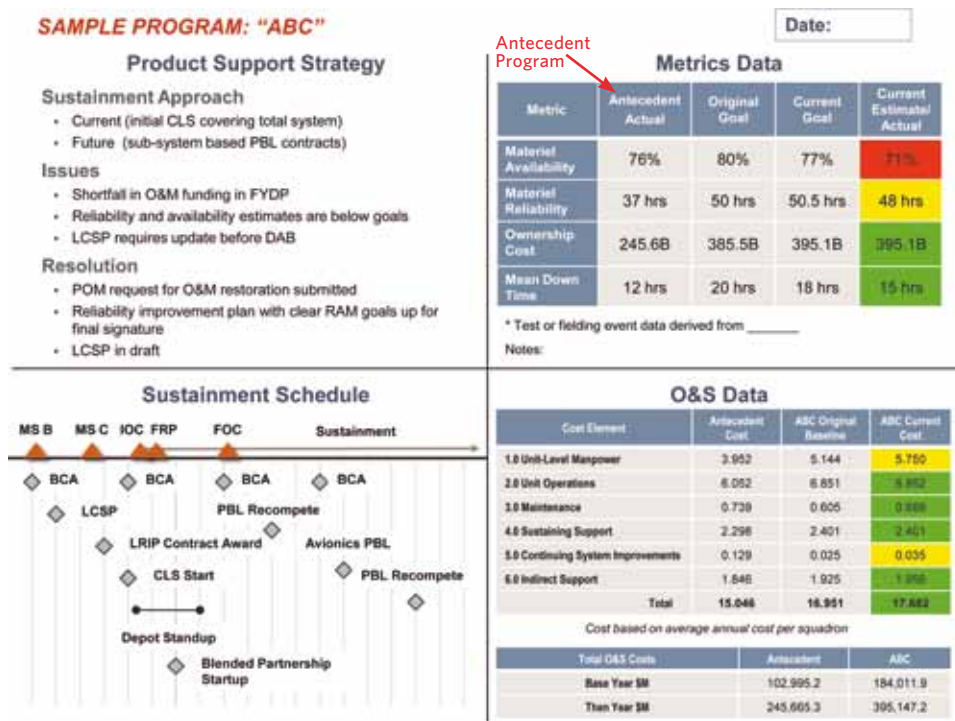 SAMPLE PROGRAM: "ABC"
Date:
Antecedent
Program
Product Support Strategy
Sustainment Approach
• Current (initial CLS covering total system)
• Future (sub-system based PBL contracts)
Issues
• Shortfall in O&M funding in FYDP
• Reliability and availability estimates are below goals
• LCSP requires update before DAB
Resolution
• POM request for O&M restoration submitted
• Reliability improvement plan with clear RAM goals up for
final signature
• LCSP in draft
Metrics Data
Metric
Antecedent
Actual
Original
Goal
Current
Goal
Current
Estimate/
Actual
Materiel
Availability
76%
80%
77%
71%
Materiel
Reliability
37 hrs
50 hrs
50.5 hrs
48 hrs
Ownership
Cost
245.6B
385.5B
395.1B
395.1B
Mean Down
Time
12 hrs
20 hrs
18 hrs
15 hrs
* Test or fielding event data derived from _______
Notes:
Sustainment Schedule
MS B MS C IOC FRP FOC Sustainment
BCA BCA BCA BCA
LCSP
PBL Recompete
LRIP Contract Award
Avionics PBL
CLS Start
PBL Recompete
Depot Standup
Blended Partnership
Startup
O&S Data
Cost Element
Antecedent
Cost
ABC Original
Baseline
ABC Current
Cost
1.0 Unit-Level Manpower 3.952 5.144 5.750
2.0 Unit Operations 6.052 6.851
3.0 Maintenance 0.739 0.605
4.0 Sustaining Support 2.298 2.401 2.401
5.0 Continuing System Improvements 0.129 0.025 0.035
6.0 Indirect Support 1.846 1.925
Total 15.046 16.951 17.682
Cost based on average annual cost per squadron
Total O&S Costs Antecedent ABC
Base Year $M 102,995.2 184,011.9
Then Year $M 245,665.3 395,147.2